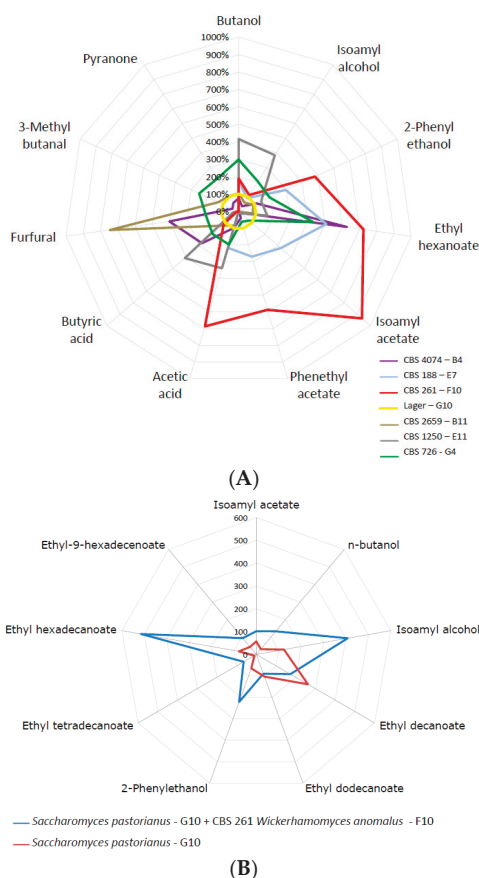 Butanol
1000%
900%
800%
700%
600%
500%
400%
300%
200%
100%
0%
Isoamyl
alcohol
2-Phenyl
ethanol
Ethyl
hexanoate
Isoamyl
acetate
Phenethyl
acetate
Acetic
acid
Butyric
acid
Furfural
3-Methyl
butanal
Pyranone
CBS 4074 – B4
CBS 188 – E7
CBS 261 – F10
Lager – G10
CBS 2659 – B11
CBS 1250 – E11
CBS 726 - G4
(A)
Isoamyl acetate
600
500
400
300
200
100
0
n-butanol
Isoamyl alcohol
Ethyl decanoate
Ethyl dodecanoate
2-Phenylethanol
Ethyl tetradecanoate
Ethyl hexadecanoate
Ethyl-9-hexadecenoate
Saccharomyces pastorianus - G10 + CBS 261 Wickerhamomyces anomalus - F10
Saccharomyces pastorianus - G10
(B)